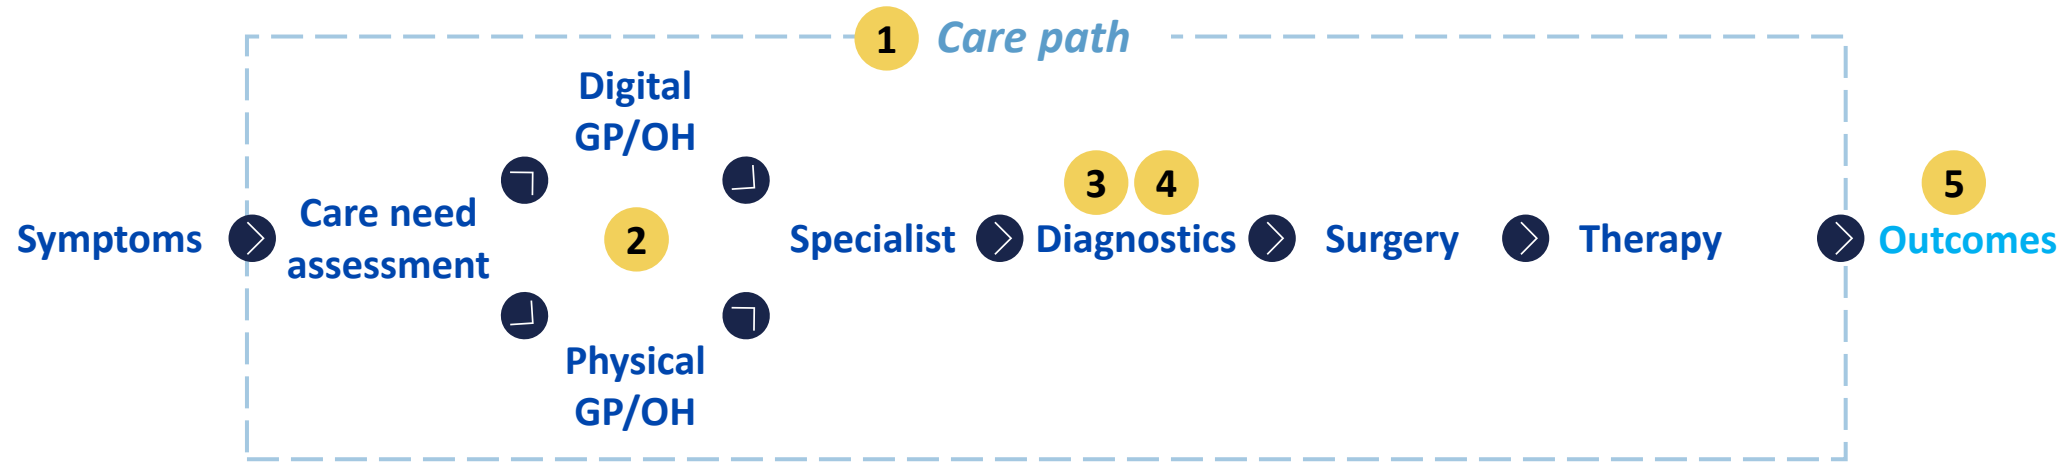 1 Care path
Digital
GP/OH
3 4
5
Symptoms
Care need
assessment
2
Specialist
Diagnostics
Surgery
Therapy
Outcomes
Physical
GP/OH